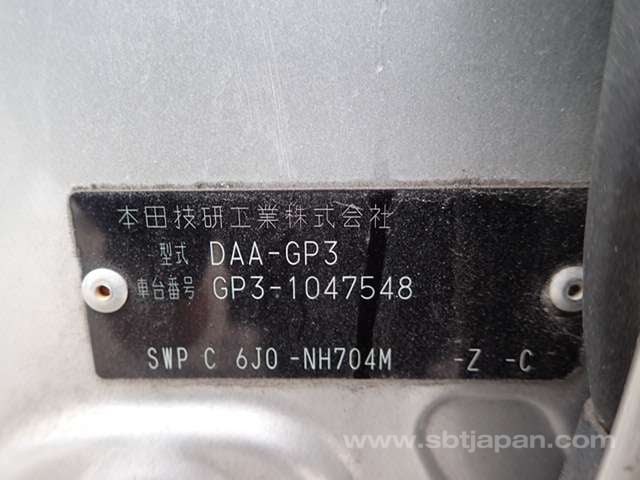 本田技研工業株式会社
型式 DAA-GP3
車台番号 GP3-1047548
SWP C 6J0 -NH704M -Z -C
www.sbtjapan.com